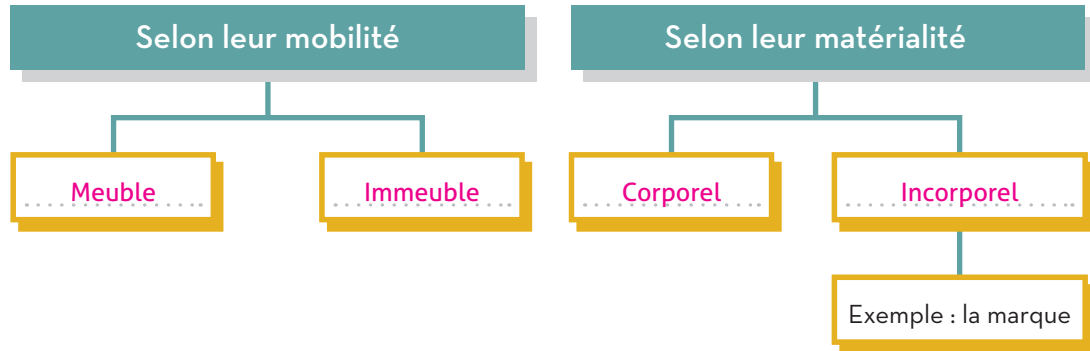 Selon leur mobilité
Selon leur matérialité
Meuble
Immeuble
Corporel
Incorporel
Exemple : la marque